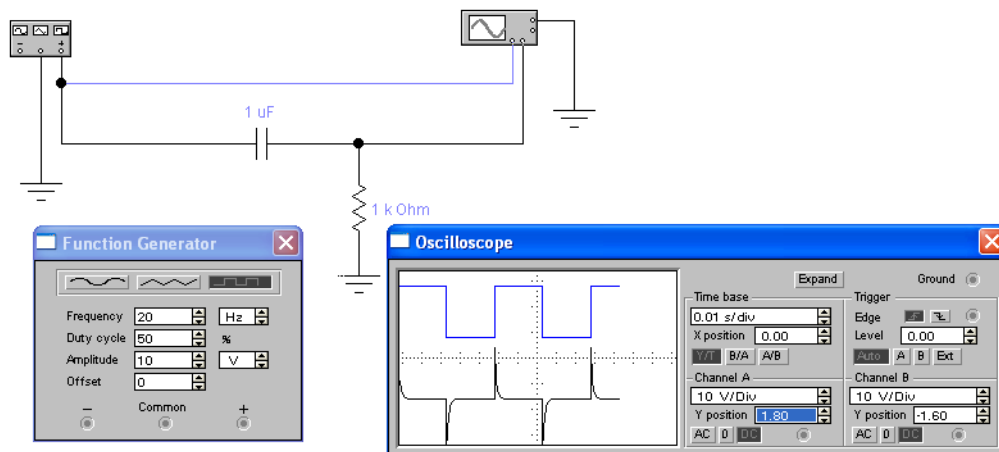 1 uF
1 k Ohm
Function Generator
Frequency 20 Hz
Duty cycle 50 %
Amplitude 10 V
Offset 0
− Common +
Oscilloscope
Expand Ground
Time base
0.01 s/div
X position 0.00
Y/T B/A A/B
Trigger
Edge
Level 0.00
Auto A B Ext
Channel A
10 V/Div
Y position 1.80
AC 0 DC
Channel B
10 V/Div
Y position -1.60
AC 0 DC